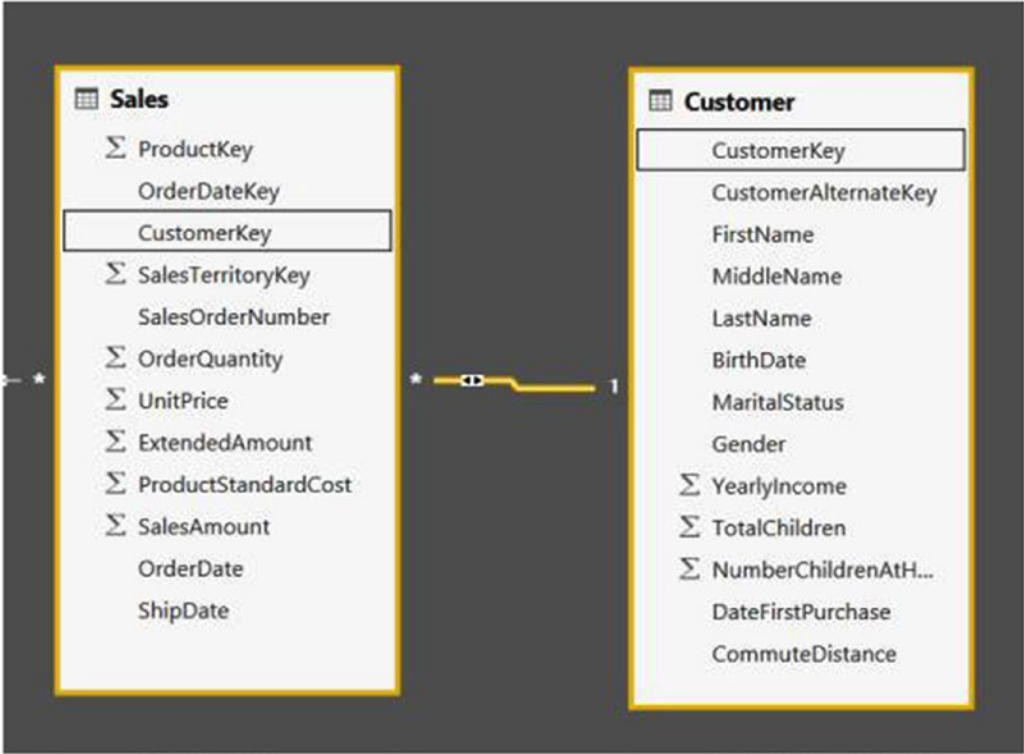 Sales
Σ ProductKey
OrderDateKey
CustomerKey
Σ SalesTerritoryKey
SalesOrderNumber
Σ OrderQuantity
Σ UnitPrice
Σ ExtendedAmount
Σ ProductStandardCost
Σ SalesAmount
OrderDate
ShipDate
*
* 1
Customer
CustomerKey
CustomerAlternateKey
FirstName
MiddleName
LastName
BirthDate
MaritalStatus
Gender
Σ YearlyIncome
Σ TotalChildren
Σ NumberChildrenAtH...
DateFirstPurchase
CommuteDistance